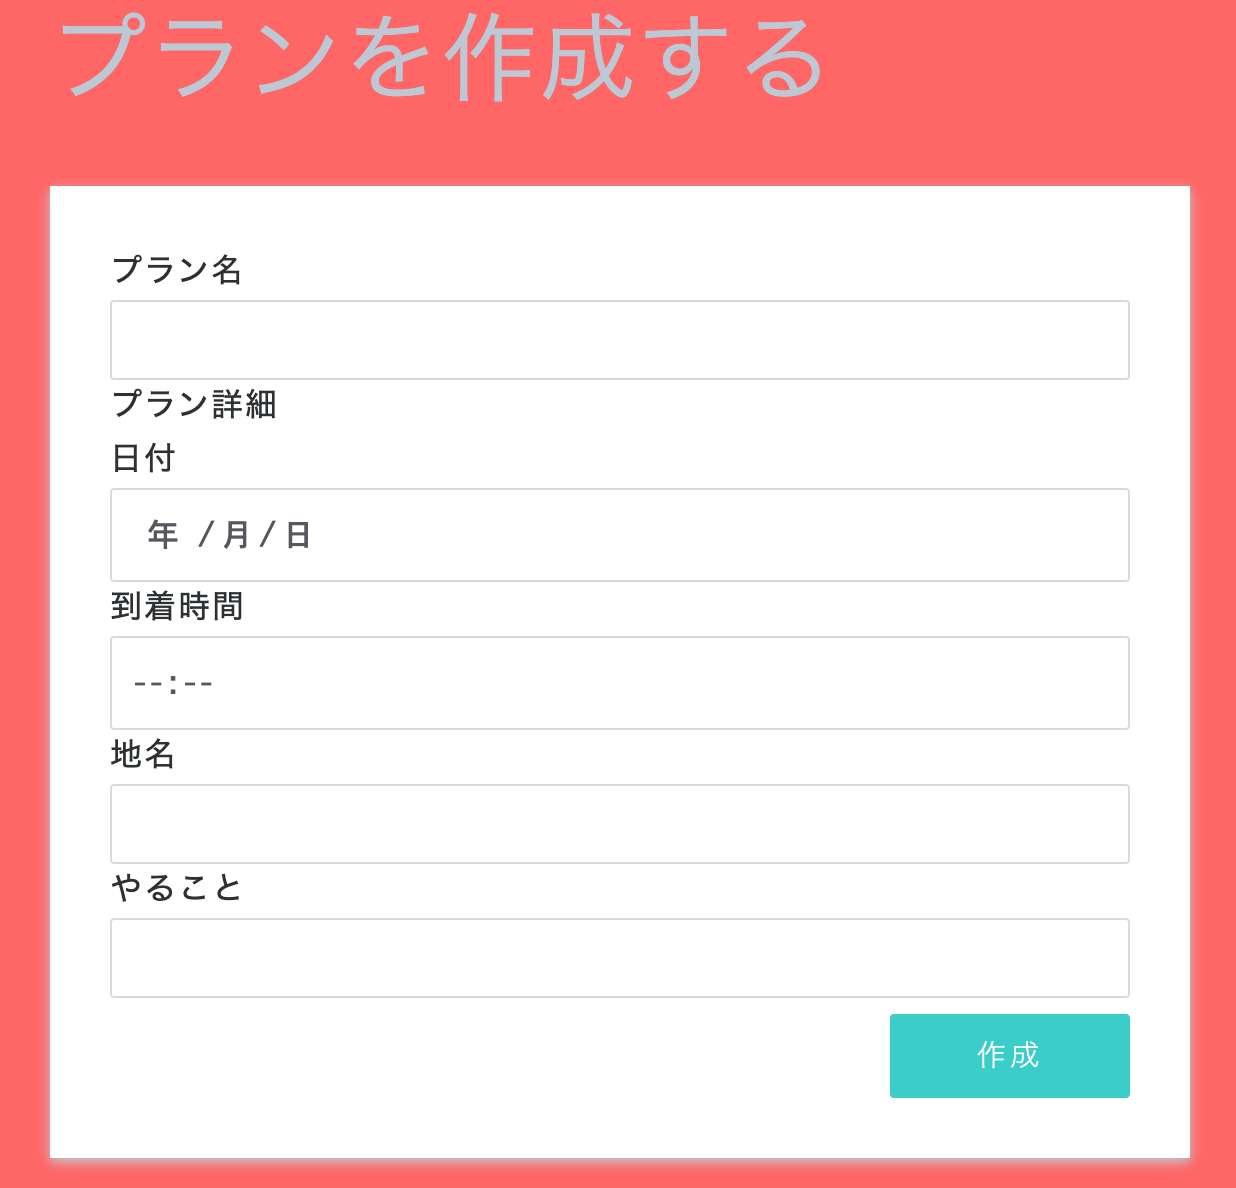 プランを作成する
プラン名
プラン詳細
日付
年 /月/日
到着時間
--:--
地名
やること
作成